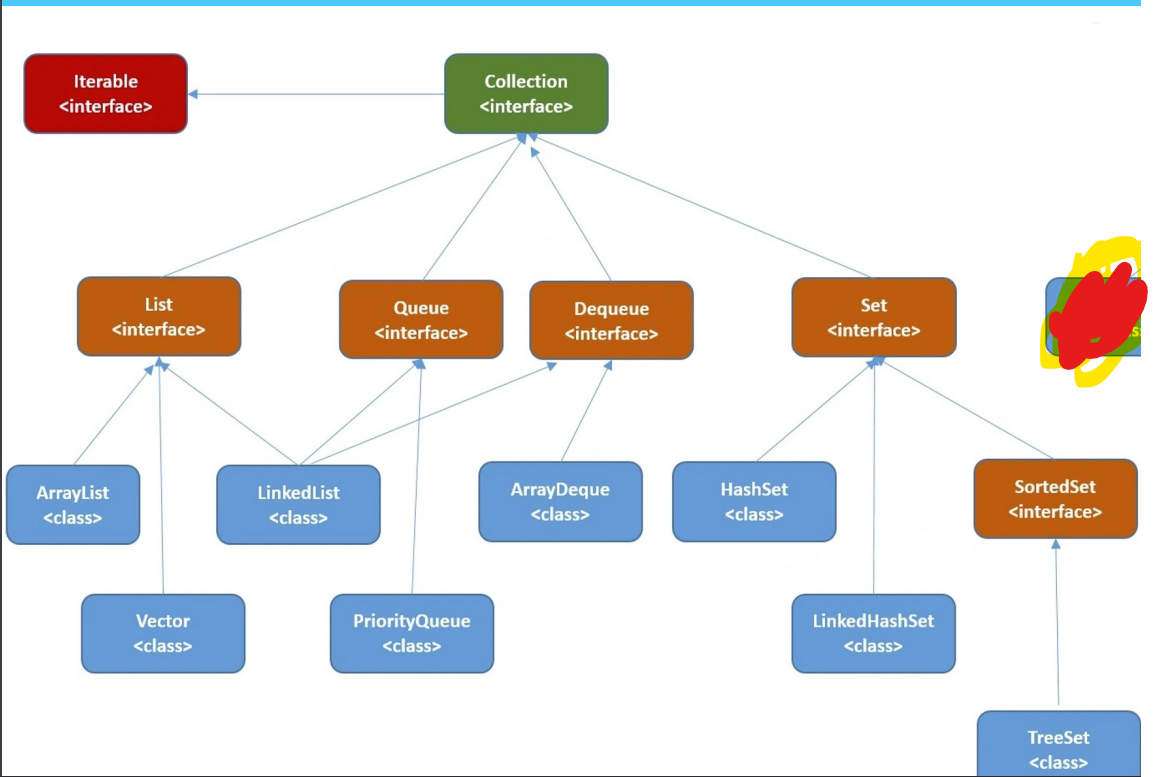 Iterable
<interface>
Collection
<interface>
List
<interface>
Queue
<interface>
Dequeue
<interface>
Set
<interface>
ArrayList
<class>
LinkedList
<class>
ArrayDeque
<class>
HashSet
<class>
SortedSet
<interface>
Vector
<class>
PriorityQueue
<class>
LinkedHashSet
<class>
TreeSet
<class>